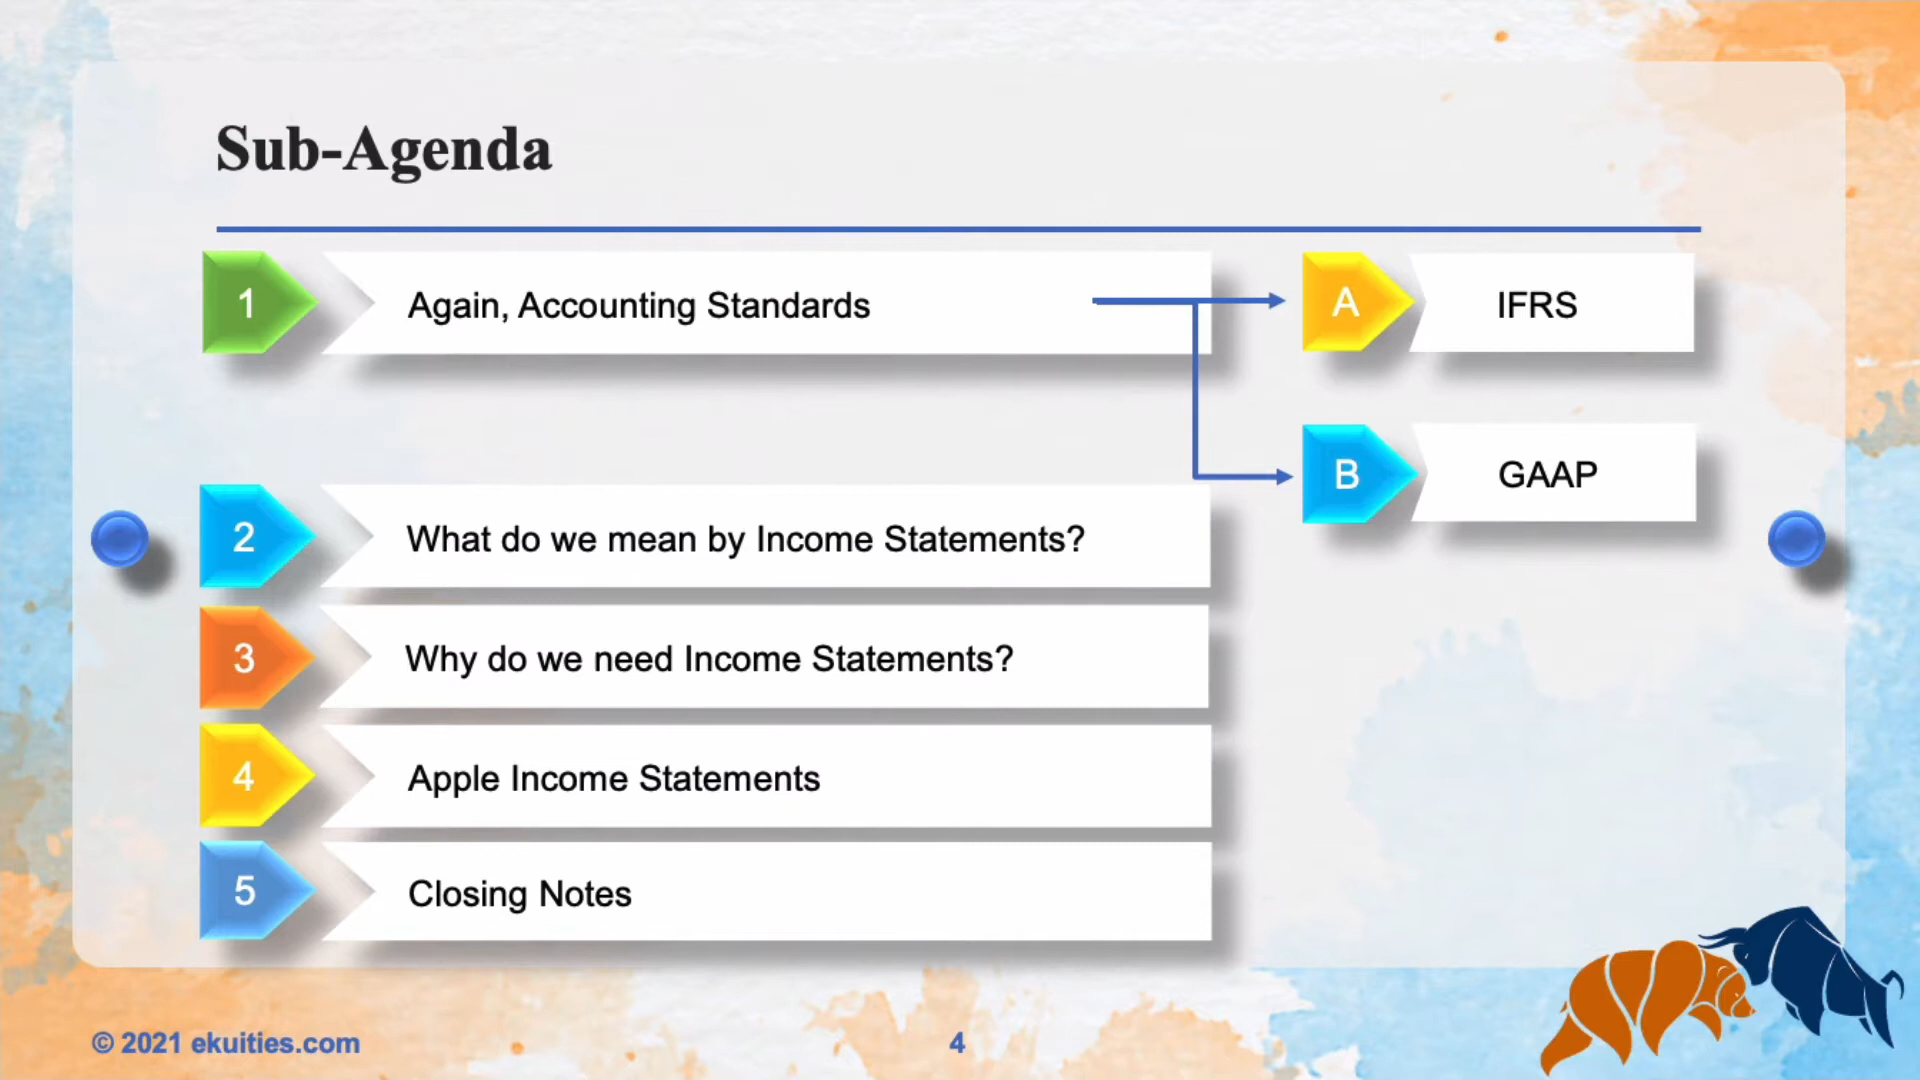 Sub-Agenda
1 Again, Accounting Standards
A IFRS
B GAAP
2 What do we mean by Income Statements?
3 Why do we need Income Statements?
4 Apple Income Statements
5 Closing Notes
© 2021 ekuities.com
4